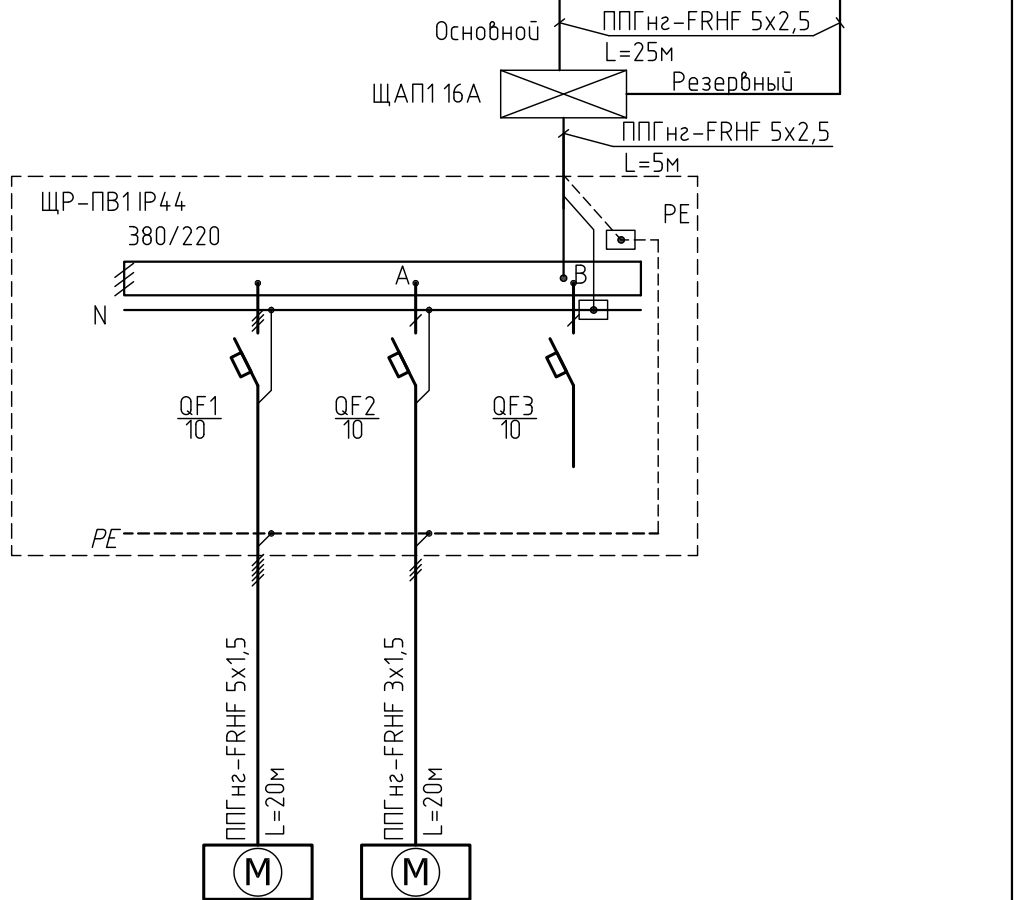 Основной
ППГнг-FRHF 5х2,5
L=25м
Резервный
ЩАП1 16А
ППГнг-FRHF 5х2,5
L=5м
ЩР-ПВ1 IP44
PE
380/220
A
B
N
QF1
10
QF2
10
QF3
10
PE
ППГнг-FRHF 5х1,5
L=20м
ППГнг-FRHF 3х1,5
L=20м
M
M